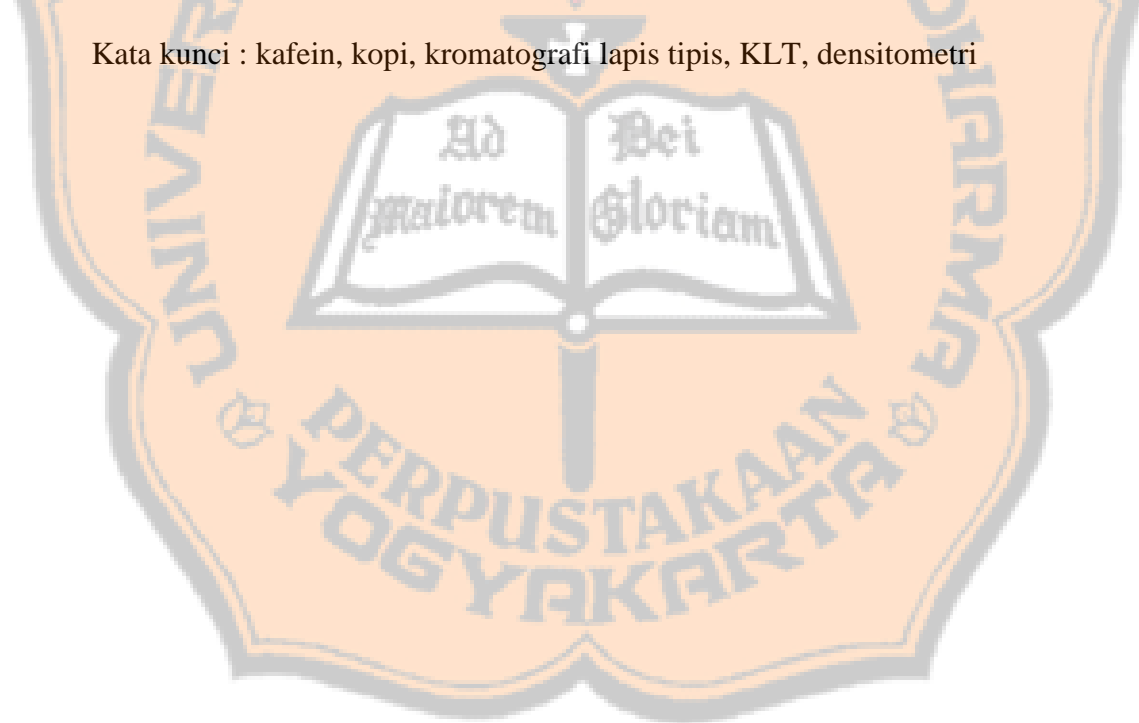 Kata kunci : kafein, kopi, kromatografi lapis tipis, KLT, densitometri
Ad Dei
maiorem Gloriam
PERPUSTAKAAN
YOGYAKARTA